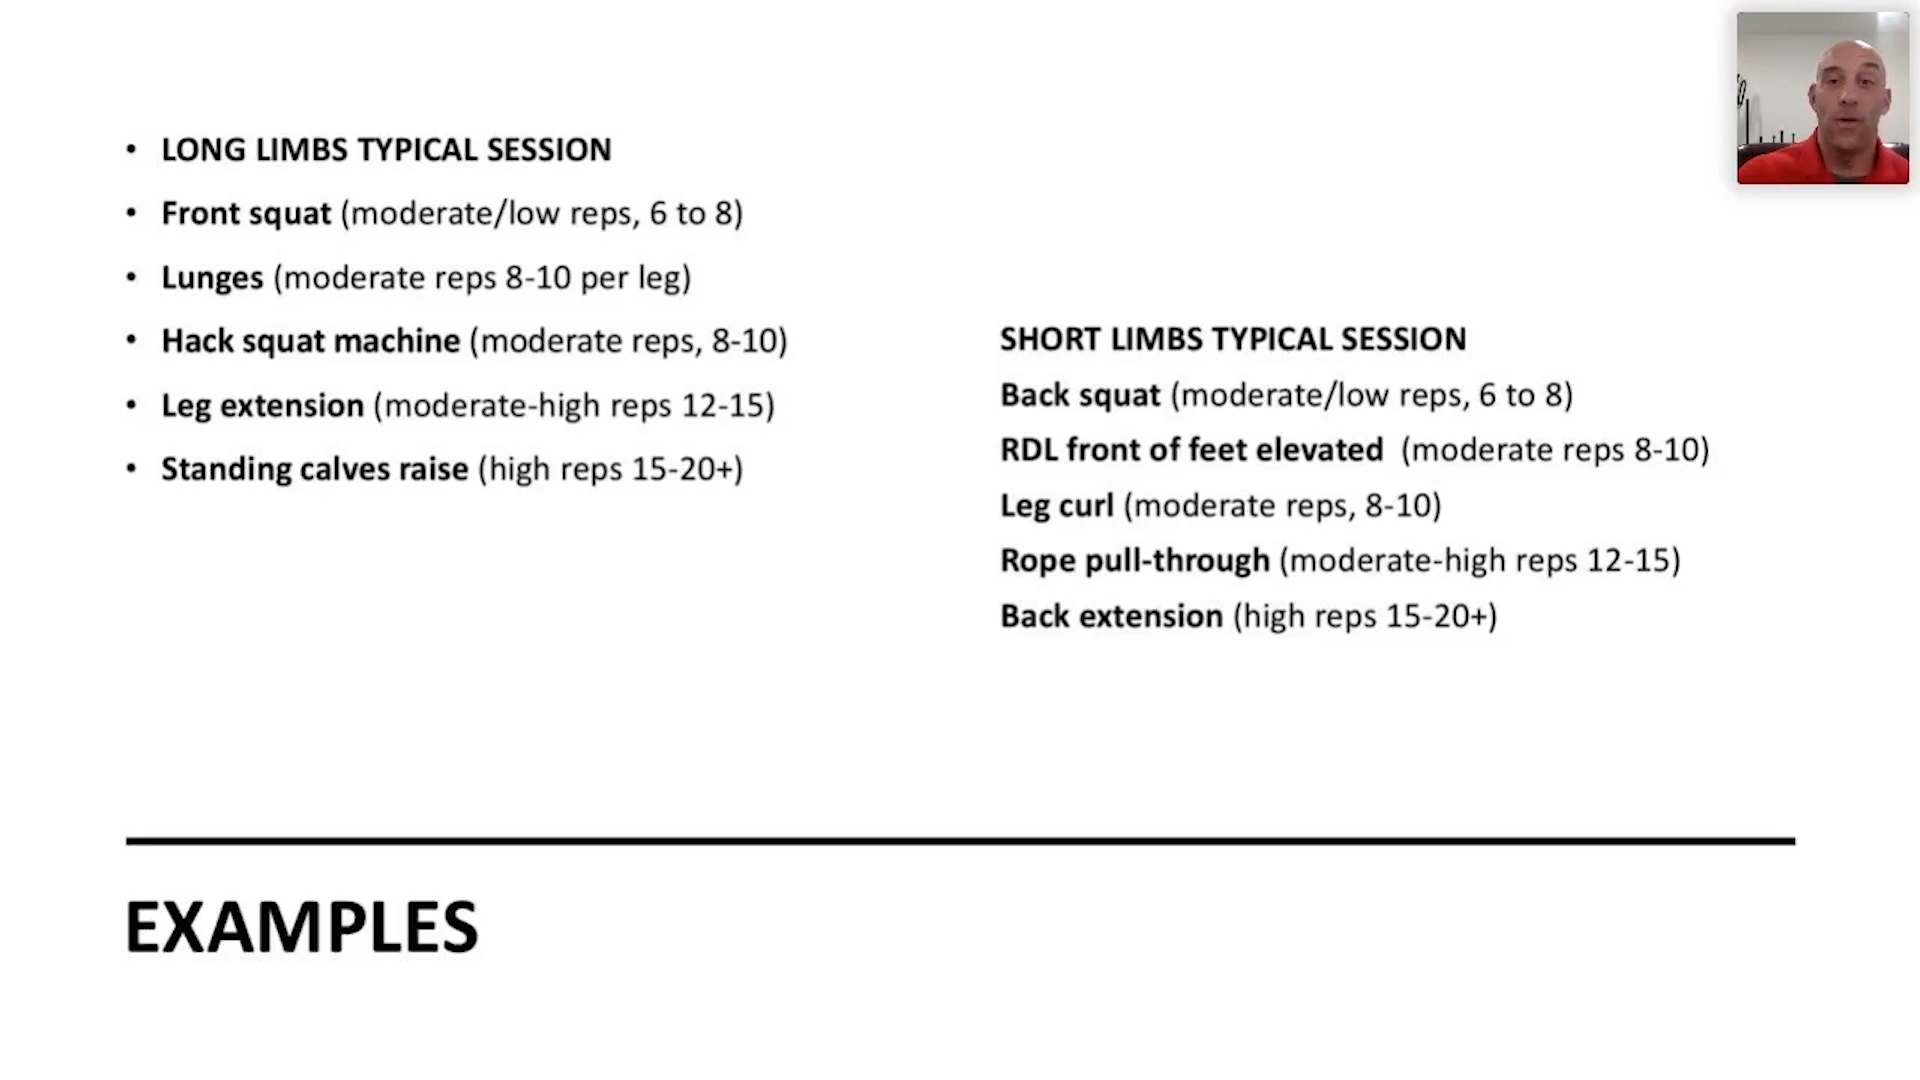 • LONG LIMBS TYPICAL SESSION
• Front squat (moderate/low reps, 6 to 8)
• Lunges (moderate reps 8-10 per leg)
• Hack squat machine (moderate reps, 8-10)
• Leg extension (moderate-high reps 12-15)
• Standing calves raise (high reps 15-20+)
SHORT LIMBS TYPICAL SESSION
Back squat (moderate/low reps, 6 to 8)
RDL front of feet elevated (moderate reps 8-10)
Leg curl (moderate reps, 8-10)
Rope pull-through (moderate-high reps 12-15)
Back extension (high reps 15-20+)
EXAMPLES